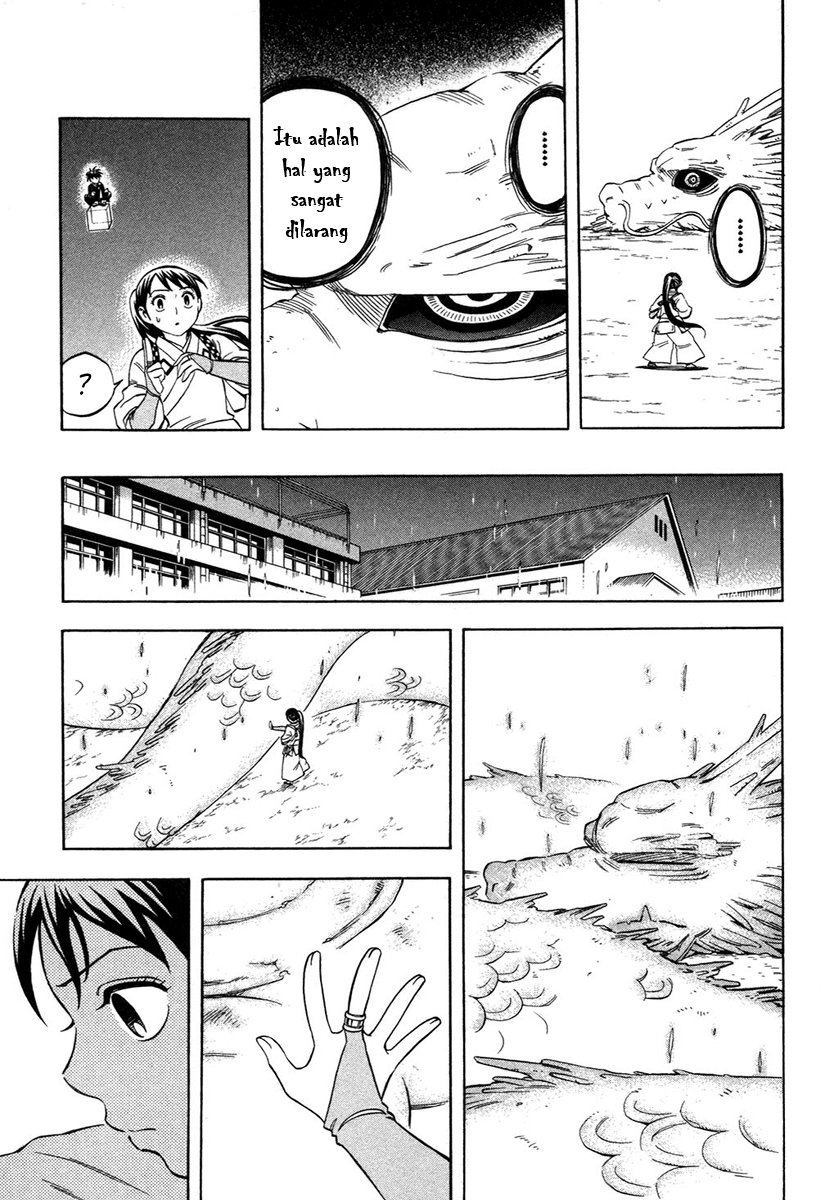 ......
......
Itu adalah
hal yang
sangat
dilarang
?